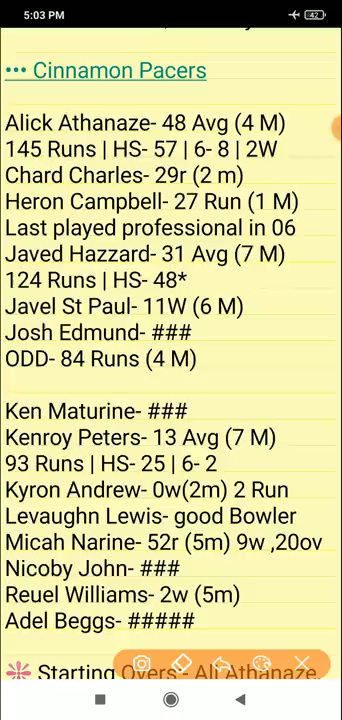 5:03 PM
42
••• Cinnamon Pacers
Alick Athanaze- 48 Avg (4 M)
145 Runs | HS- 57 | 6- 8 | 2W
Chard Charles- 29r (2 m)
Heron Campbell- 27 Run (1 M)
Last played professional in 06
Javed Hazzard- 31 Avg (7 M)
124 Runs | HS- 48*
Javel St Paul- 11W (6 M)
Josh Edmund- ###
ODD- 84 Runs (4 M)
Ken Maturine- ###
Kenroy Peters- 13 Avg (7 M)
93 Runs | HS- 25 | 6- 2
Kyron Andrew- 0w(2m) 2 Run
Levaughn Lewis- good Bowler
Micah Narine- 52r (5m) 9w ,20ov
Nicoby John- ###
Reuel Williams- 2w (5m)
Adel Beggs- #####
Starting Overs- Ali Athanaze,